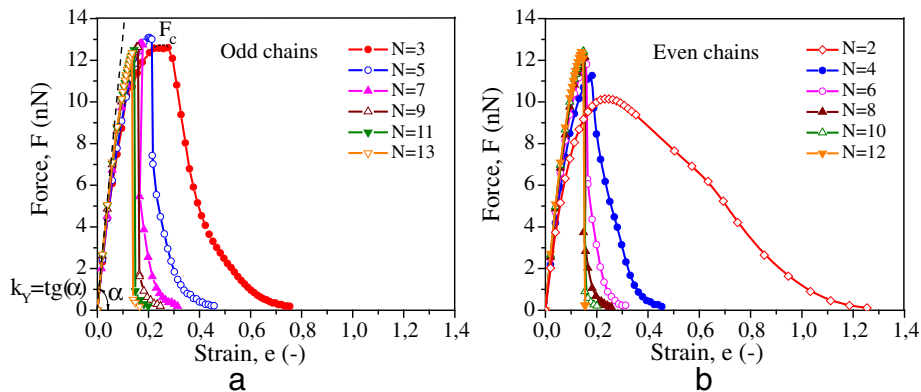 14
12
10
8
6
4
2
0
Force, F (nN)
F_c
Odd chains
N=3
N=5
N=7
N=9
N=11
N=13
k_Y=tg(α)
α
0,0 0,2 0,4 0,6 0,8 1,0 1,2 1,4
Strain, e (-)
a
14
12
10
8
6
4
2
0
Force, F (nN)
Even chains
N=2
N=4
N=6
N=8
N=10
N=12
0,0 0,2 0,4 0,6 0,8 1,0 1,2 1,4
Strain, e (-)
b